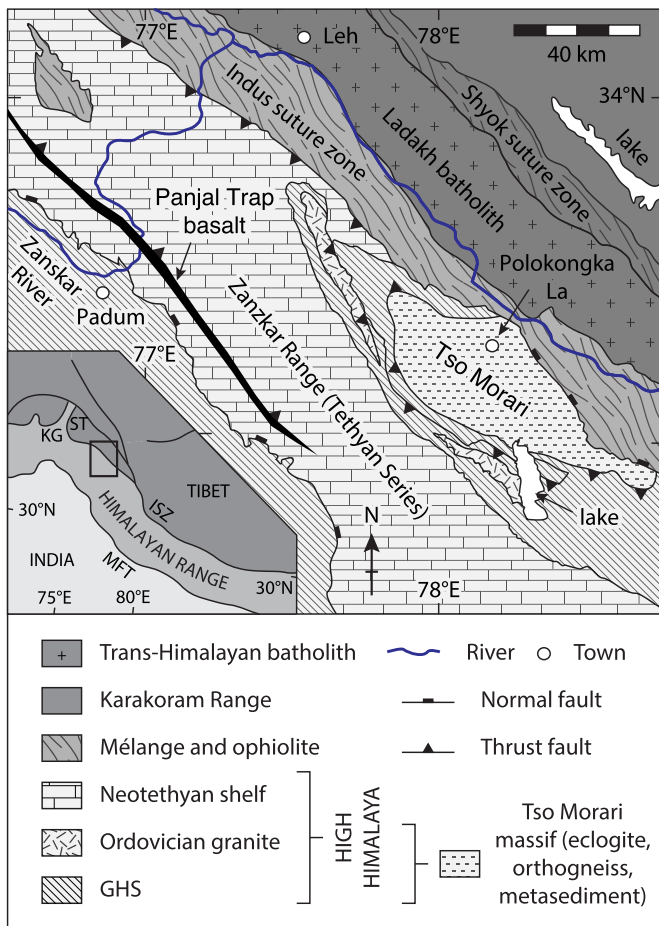 77°E
78°E
Leh
40 km
34°N
Indus suture zone
Ladakh batholith
Shyok suture zone
lake
Panjal Trap
basalt
Zanskar
River
Padum
Zanzkar Range (Tethyan Series)
Polokongka
La
Tso Morari
77°E
KG
ST
ISZ
TIBET
30°N
HIMALAYAN RANGE
INDIA
MFT
30°N
75°E
80°E
N
lake
78°E
Trans-Himalayan batholith
River
Town
Karakoram Range
Normal fault
Mélange and ophiolite
Thrust fault
Neotethyan shelf
Ordovician granite
GHS
HIGH
HIMALAYA
Tso Morari
massif (eclogite,
orthogneiss,
metasediment)